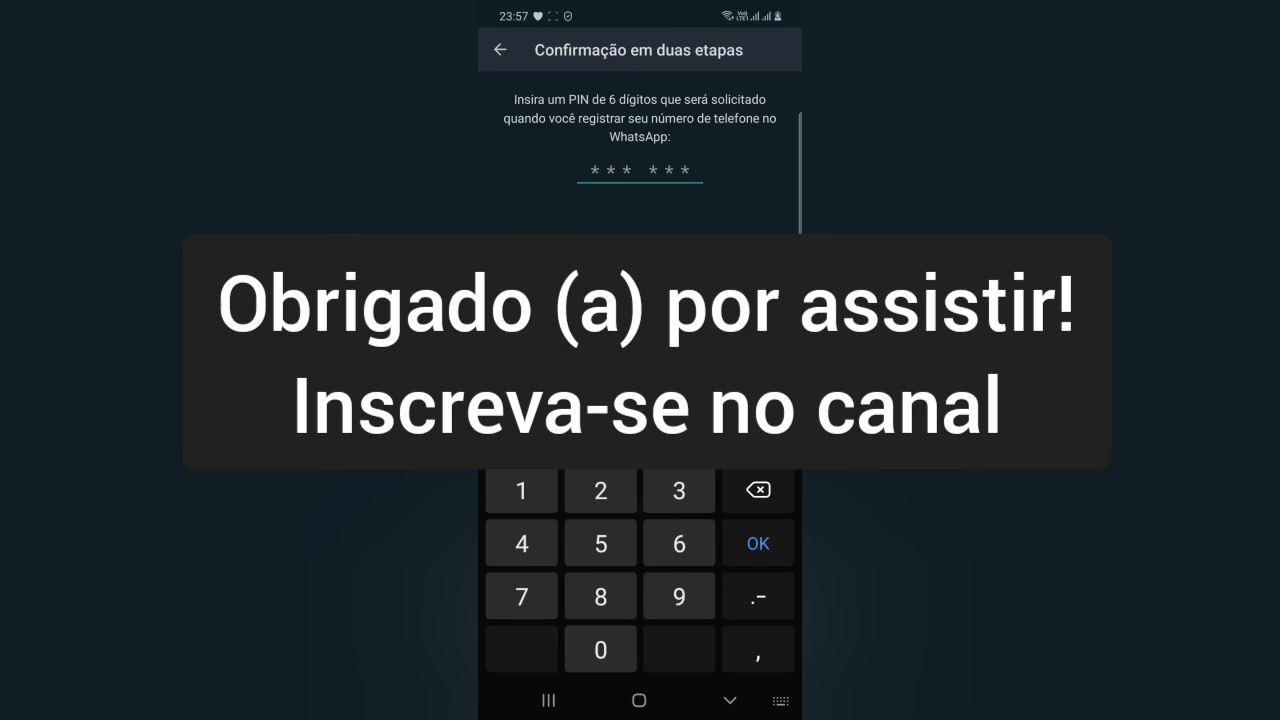 23:57
Confirmação em duas etapas
Insira um PIN de 6 dígitos que será solicitado
quando você registrar seu número de telefone no
WhatsApp:
*** ***
Obrigado (a) por assistir!
Inscreva-se no canal
1 2 3
4 5 6 OK
7 8 9 .-
0 ,